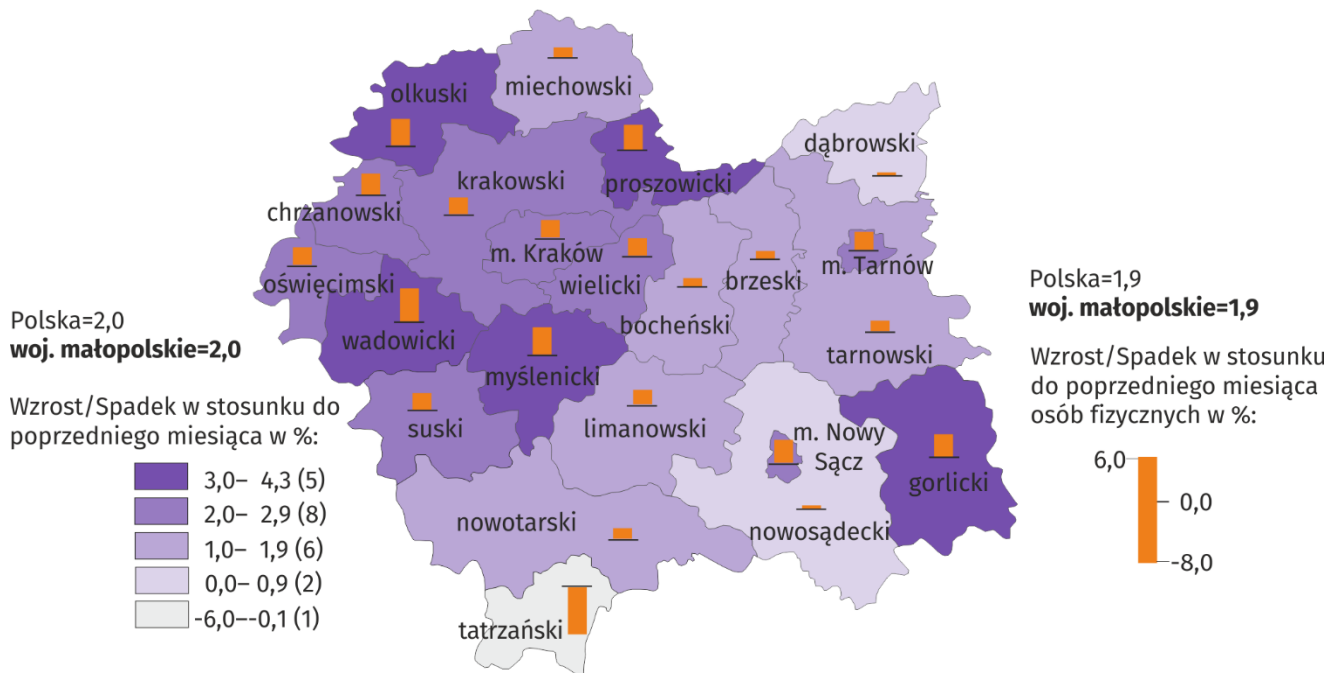 olkuski
miechowski
dąbrowski
krakowski
proszowicki
chrzanowski
m. Kraków
m. Tarnów
oświęcimski
wielicki
brzeski
bocheński
wadowicki
tarnowski
myślenicki
suski
limanowski
m. Nowy
Sącz
gorlicki
nowotarski
nowosądecki
tatrzański
Polska=2,0
woj. małopolskie=2,0
Wzrost/Spadek w stosunku do
poprzedniego miesiąca w %:
3,0– 4,3 (5)
2,0– 2,9 (8)
1,0– 1,9 (6)
0,0– 0,9 (2)
-6,0–-0,1 (1)
Polska=1,9
woj. małopolskie=1,9
Wzrost/Spadek w stosunku
do poprzedniego miesiąca
osób fizycznych w %:
6,0
0,0
-8,0